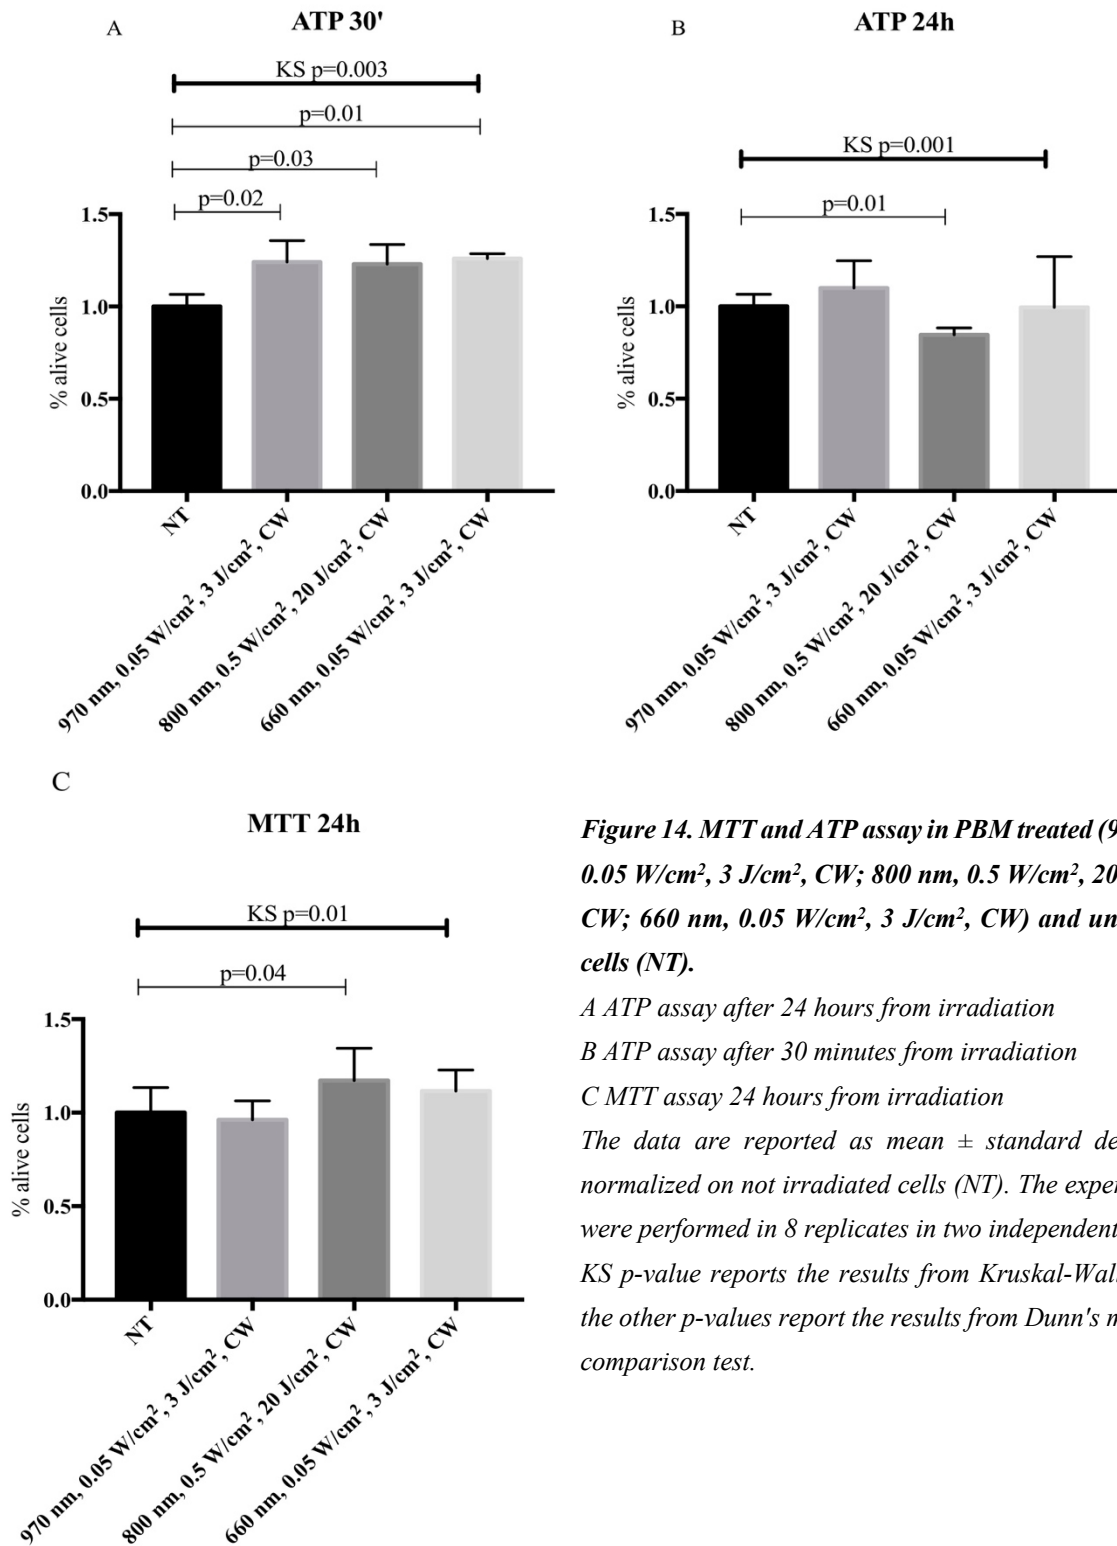 A
ATP 30'
KS p=0.003
p=0.01
p=0.03
p=0.02
% alive cells
1.5
1.0
0.5
0.0
NT
970 nm, 0.05 W/cm², 3 J/cm², CW
800 nm, 0.5 W/cm², 20 J/cm², CW
660 nm, 0.05 W/cm², 3 J/cm², CW
B
ATP 24h
KS p=0.001
p=0.01
% alive cells
1.5
1.0
0.5
0.0
NT
970 nm, 0.05 W/cm², 3 J/cm², CW
800 nm, 0.5 W/cm², 20 J/cm², CW
660 nm, 0.05 W/cm², 3 J/cm², CW
C
MTT 24h
KS p=0.01
p=0.04
% alive cells
1.5
1.0
0.5
0.0
NT
970 nm, 0.05 W/cm², 3 J/cm², CW
800 nm, 0.5 W/cm², 20 J/cm², CW
660 nm, 0.05 W/cm², 3 J/cm², CW
Figure 14. MTT and ATP assay in PBM treated (9
0.05 W/cm², 3 J/cm², CW; 800 nm, 0.5 W/cm², 20
CW; 660 nm, 0.05 W/cm², 3 J/cm², CW) and un
cells (NT).
A ATP assay after 24 hours from irradiation
B ATP assay after 30 minutes from irradiation
C MTT assay 24 hours from irradiation
The data are reported as mean ± standard de
normalized on not irradiated cells (NT). The exper
were performed in 8 replicates in two independent
KS p-value reports the results from Kruskal-Wal
the other p-values report the results from Dunn's m
comparison test.